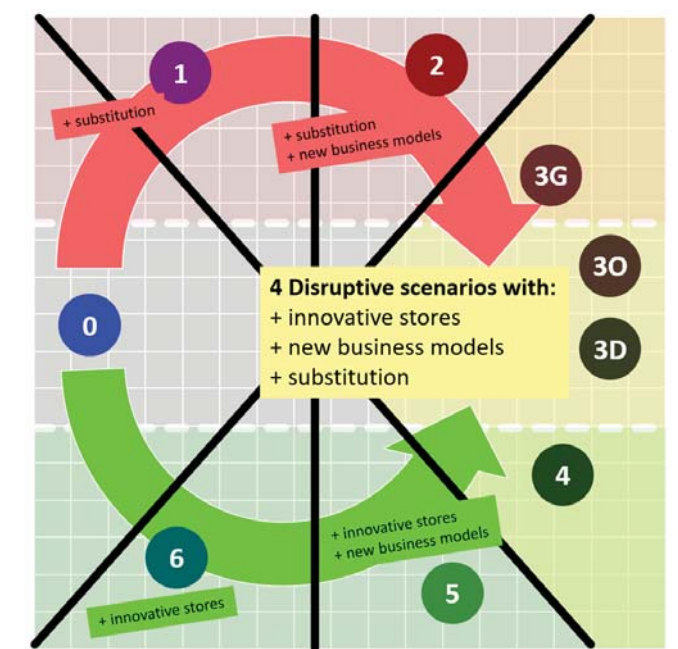 1
2
+ substitution
+ substitution
+ new business models
3G
3O
0
4 Disruptive scenarios with:
+ innovative stores
+ new business models
+ substitution
3D
4
+ innovative stores
+ new business models
6
5
+ innovative stores